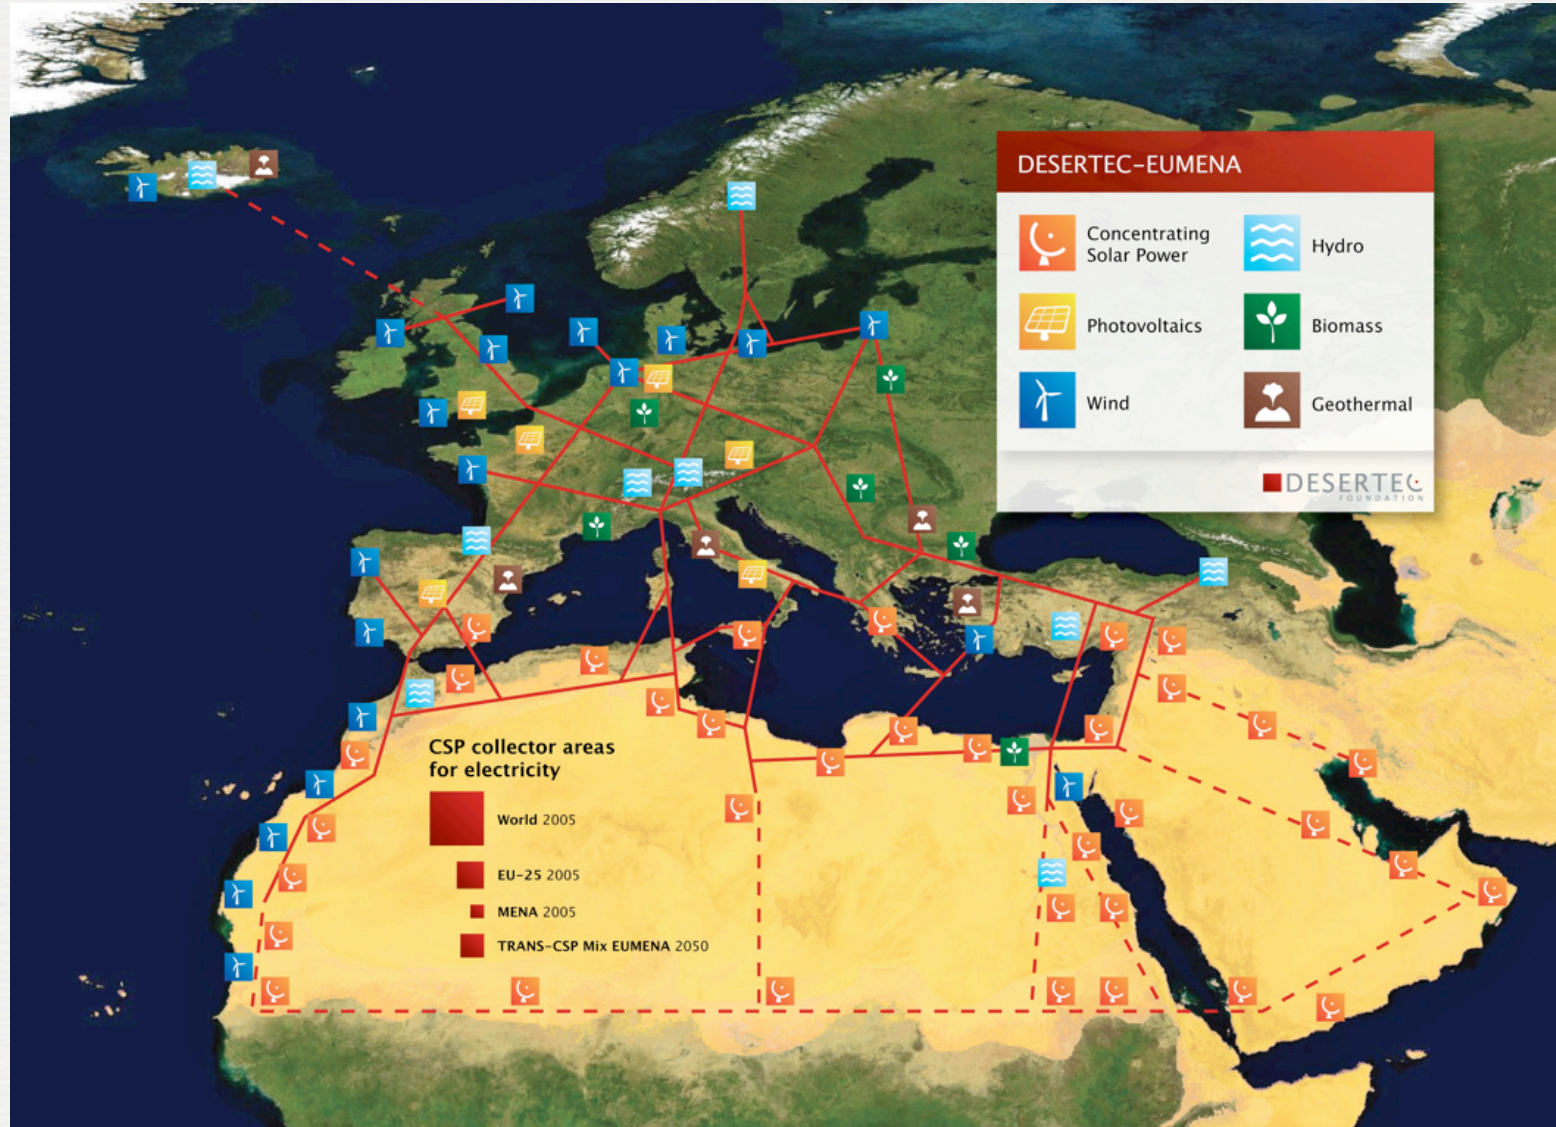 DESERTEC–EUMENA
Concentrating
Solar Power
Hydro
Photovoltaics
Biomass
Wind
Geothermal
DESERTEC
FOUNDATION
CSP collector areas
for electricity
World 2005
EU–25 2005
MENA 2005
TRANS–CSP Mix EUMENA 2050